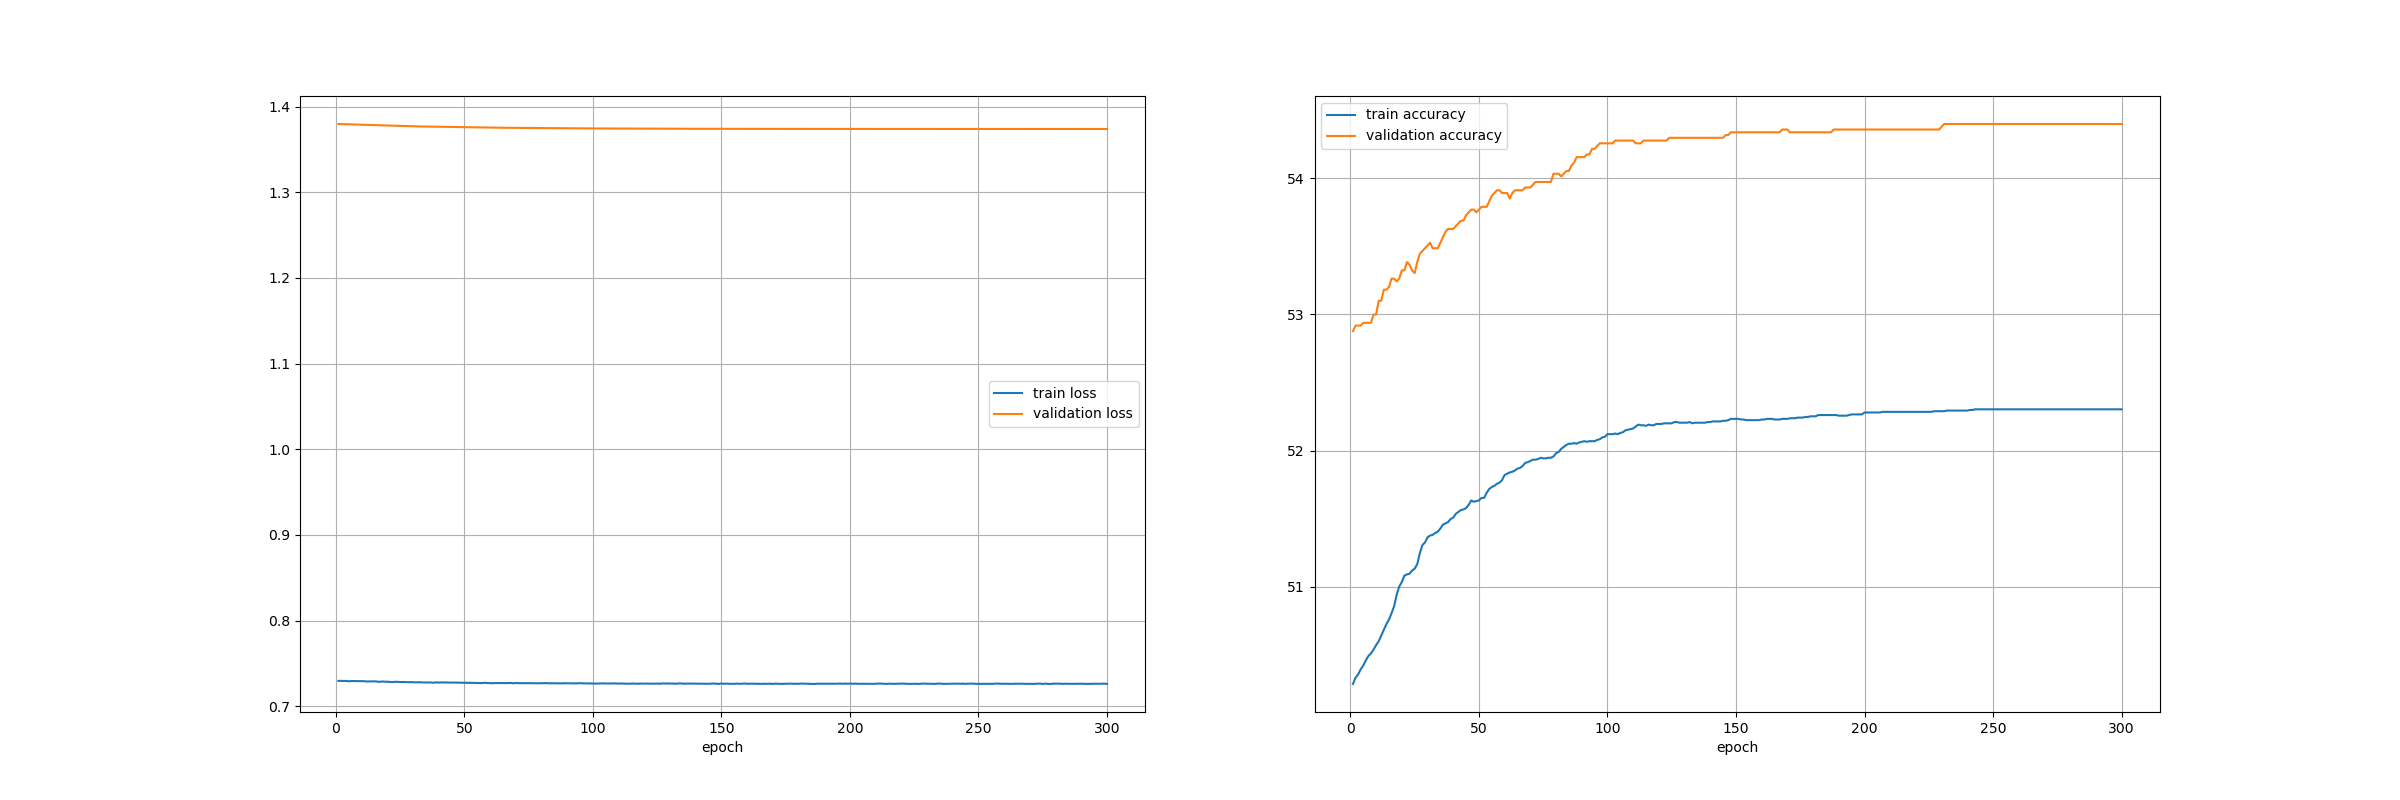 1.4
1.3
1.2
1.1
1.0
0.9
0.8
0.7
0 50 100 150 200 250 300
epoch
train loss
validation loss
train accuracy
validation accuracy
54
53
52
51
0 50 100 150 200 250 300
epoch